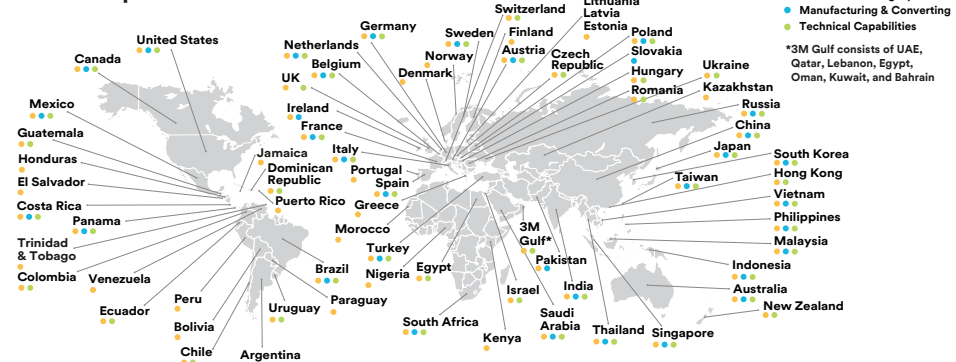 Switzerland
Lithuania
Latvia
Estonia
Germany
Sweden
Finland
Poland
Netherlands
Norway
Austria
Czech
Republic
Slovakia
Belgium
Denmark
Hungary
Ukraine
UK
Romania
Kazakhstan
Ireland
Russia
France
China
Italy
Japan
Portugal
South Korea
Spain
Taiwan
Hong Kong
Greece
Vietnam
Morocco
3M
Gulf*
Philippines
Turkey
Pakistan
Malaysia
Nigeria
Egypt
Indonesia
Israel
India
Australia
South Africa
Saudi
Arabia
Thailand
Singapore
New Zealand
Kenya
United States
Canada
Mexico
Guatemala
Jamaica
Honduras
Dominican
Republic
El Salvador
Puerto Rico
Costa Rica
Panama
Trinidad
& Tobago
Colombia
Venezuela
Brazil
Ecuador
Peru
Uruguay
Paraguay
Bolivia
Chile
Argentina
Manufacturing & Converting
Technical Capabilities
*3M Gulf consists of UAE,
Qatar, Lebanon, Egypt,
Oman, Kuwait, and Bahrain